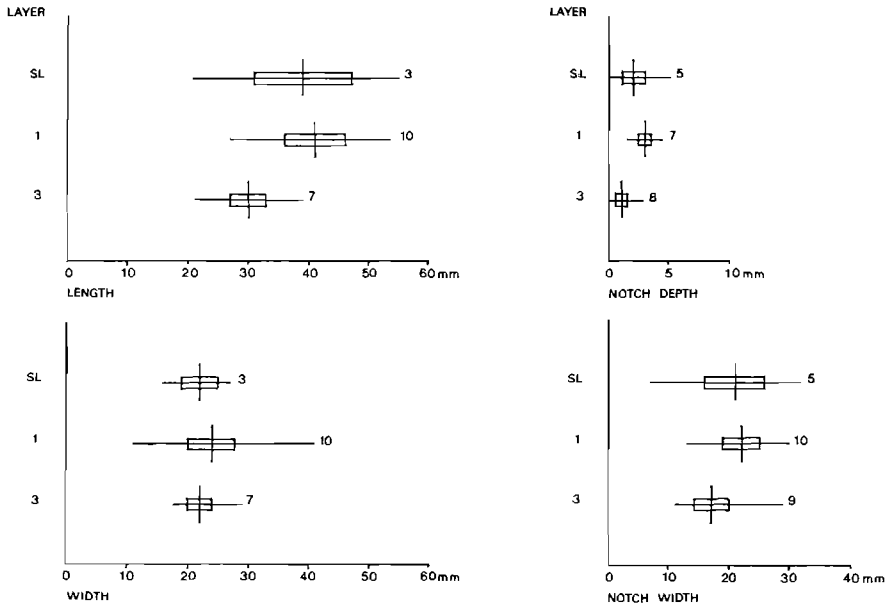 LAYER
SL 3
1 10
3 7
0 10 20 30 40 50 60 mm
LENGTH
LAYER
SL 5
1 7
3 8
0 5 10 mm
NOTCH DEPTH
SL 3
1 10
3 7
0 10 20 30 40 50 60 mm
WIDTH
SL 5
1 10
3 9
0 10 20 30 40 mm
NOTCH WIDTH